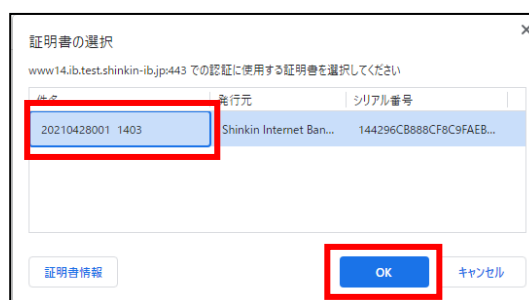 証明書の選択
www14.ib.test.shinkin-ib.jp:443 での認証に使用する証明書を選択してください
件名 発行元 シリアル番号
20210428001 1403 Shinkin Internet Ban... 144296CB888CF8C9FAEB...
証明書情報 OK キャンセル